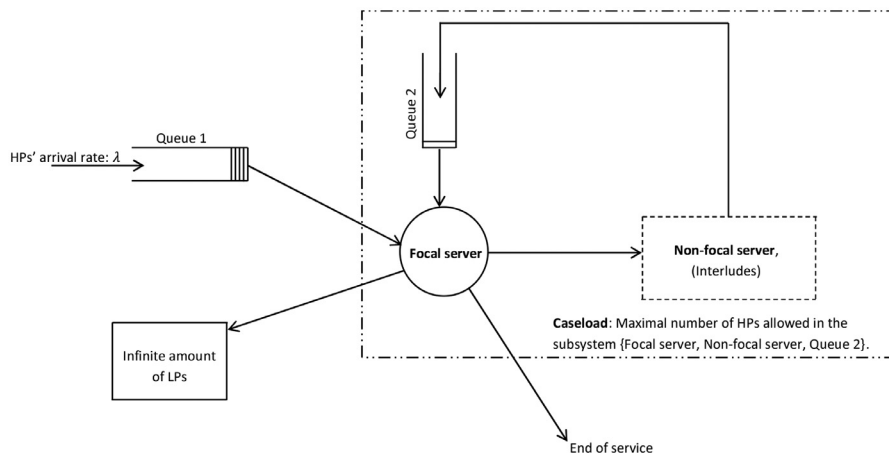 Queue 2
Queue 1
HPs' arrival rate: λ
Focal server
Non-focal server,
(Interludes)
Caseload: Maximal number of HPs allowed in the
subsystem {Focal server, Non-focal server, Queue 2}.
Infinite amount
of LPs
End of service